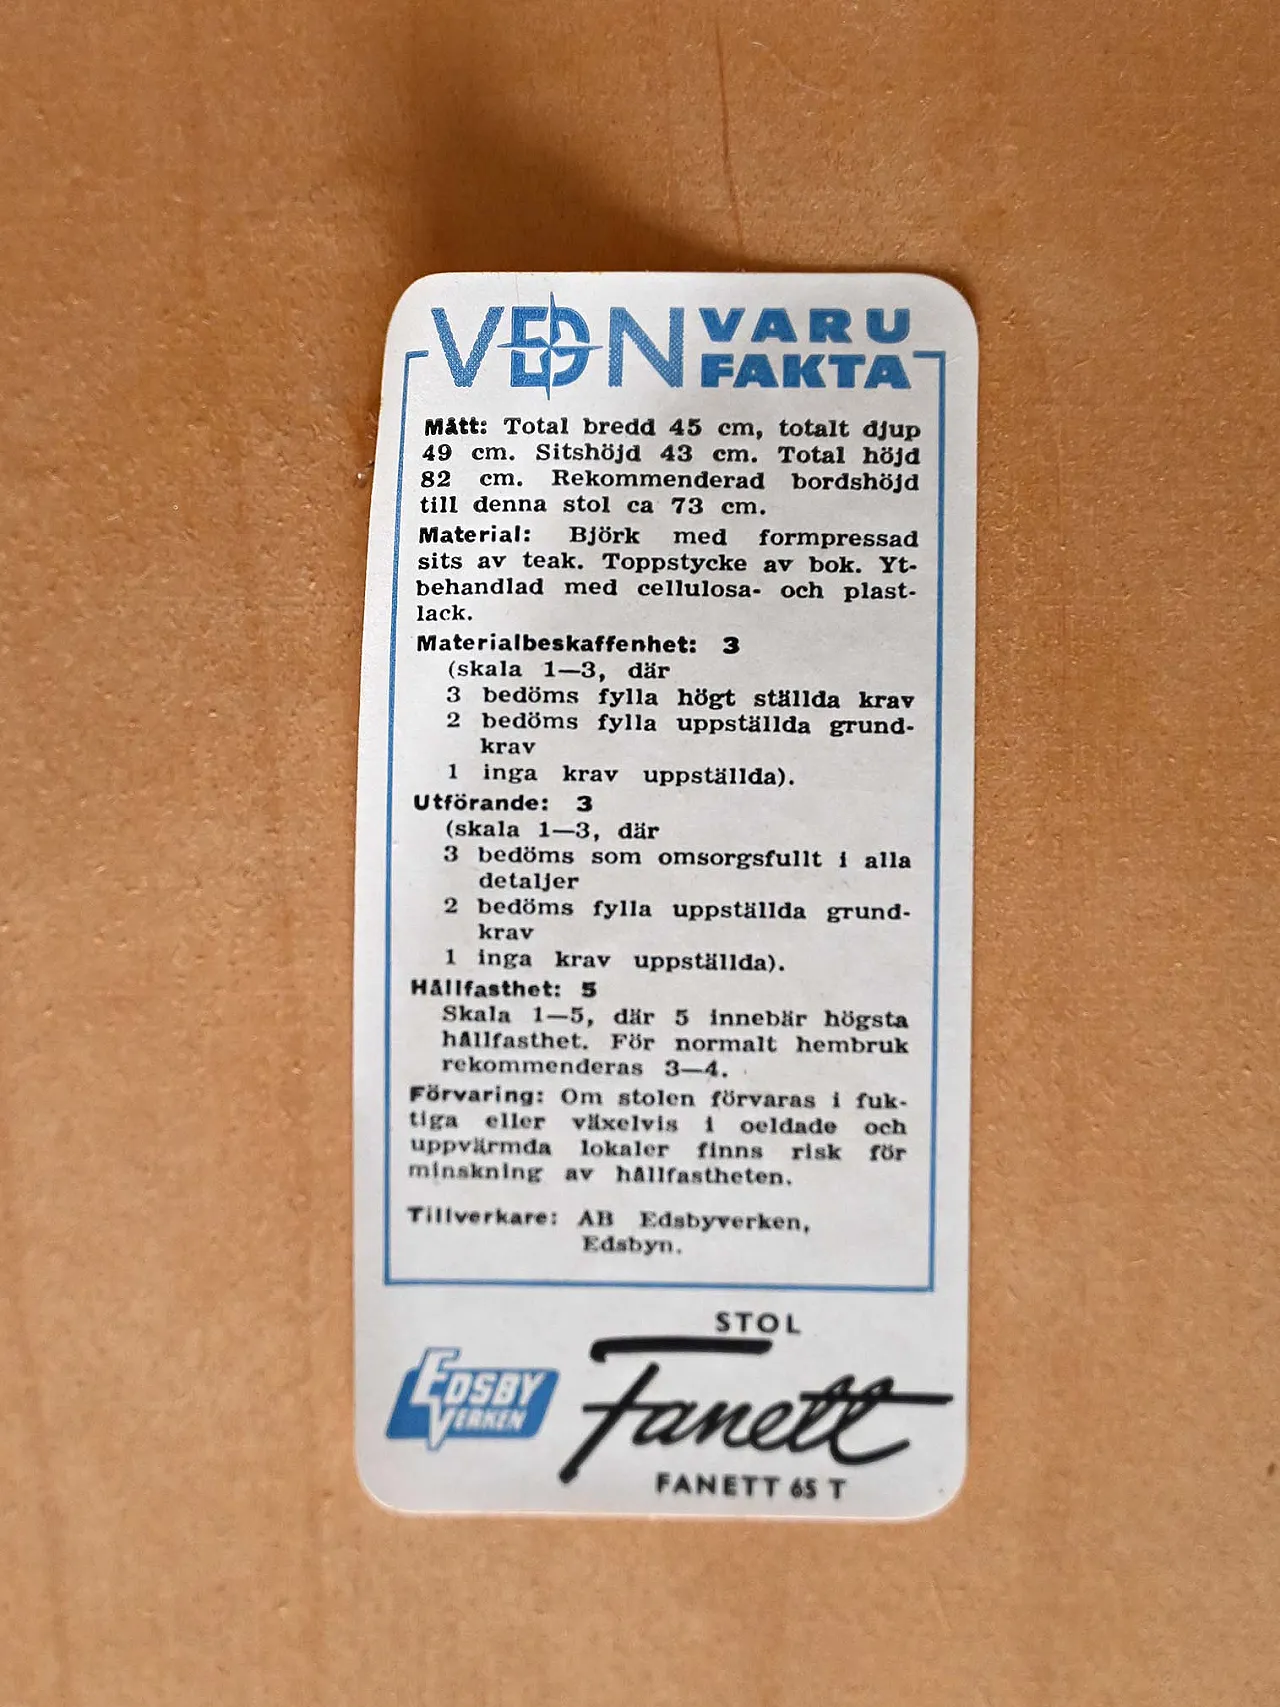 VDN VARU
FAKTA
Mått: Total bredd 45 cm, totalt djup
49 cm. Sitshöjd 43 cm. Total höjd
82 cm. Rekommenderad bordshöjd
till denna stol ca 73 cm.
Material: Björk med formpressad
sits av teak. Toppstycke av bok. Yt-
behandlad med cellulosa- och plast-
lack.
Materialbeskaffenhet: 3
(skala 1—3, där
3 bedöms fylla högt ställda krav
2 bedöms fylla uppställda grund-
krav
1 inga krav uppställda).
Utförande: 3
(skala 1—3, där
3 bedöms som omsorgsfullt i alla
detaljer
2 bedöms fylla uppställda grund-
krav
1 inga krav uppställda).
Hållfasthet: 5
Skala 1—5, där 5 innebär högsta
hållfasthet. För normalt hembruk
rekommenderas 3—4.
Förvaring: Om stolen förvaras i fuk-
tiga eller växelvis i oeldade och
uppvärmda lokaler finns risk för
minskning av hållfastheten.
Tillverkare: AB Edsbyverken,
Edsbyn.
STOL
EDSBY
VERKEN
Fanett
FANETT 65 T